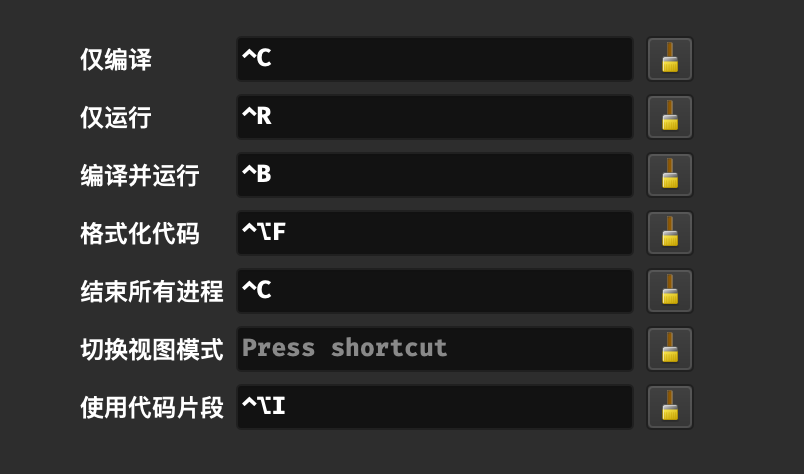 仅编译 ^C
仅运行 ^R
编译并运行 ^B
格式化代码 ^⌥F
结束所有进程 ^C
切换视图模式 Press shortcut
使用代码片段 ^⌥I